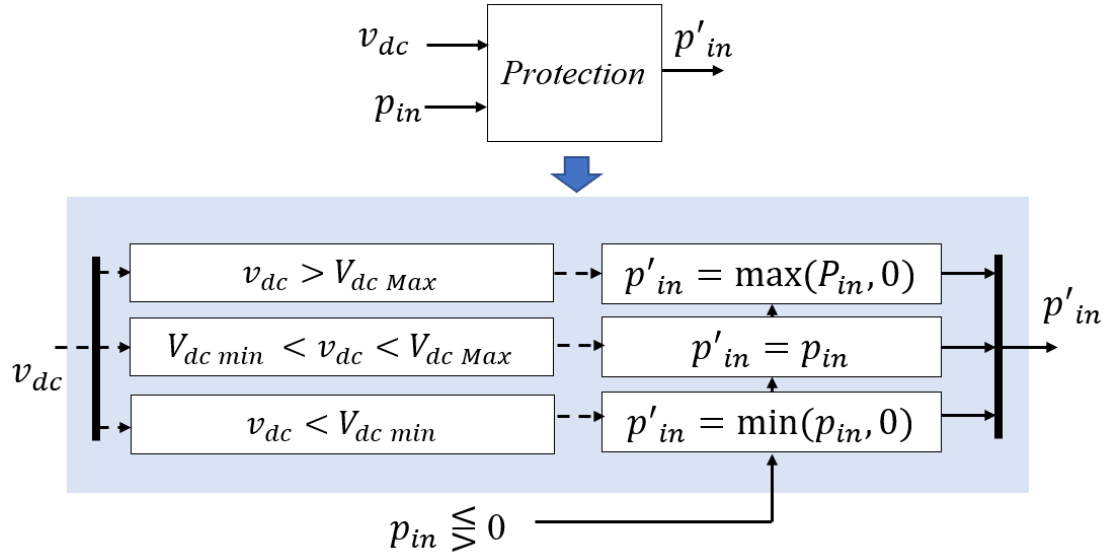 v_dc
p'_in
Protection
p_in
v_dc > V_dc Max
p'_in = max(P_in, 0)
p'_in
V_dc min < v_dc < V_dc Max
p'_in = p_in
v_dc
v_dc < V_dc min
p'_in = min(p_in, 0)
p_in ⪋ 0